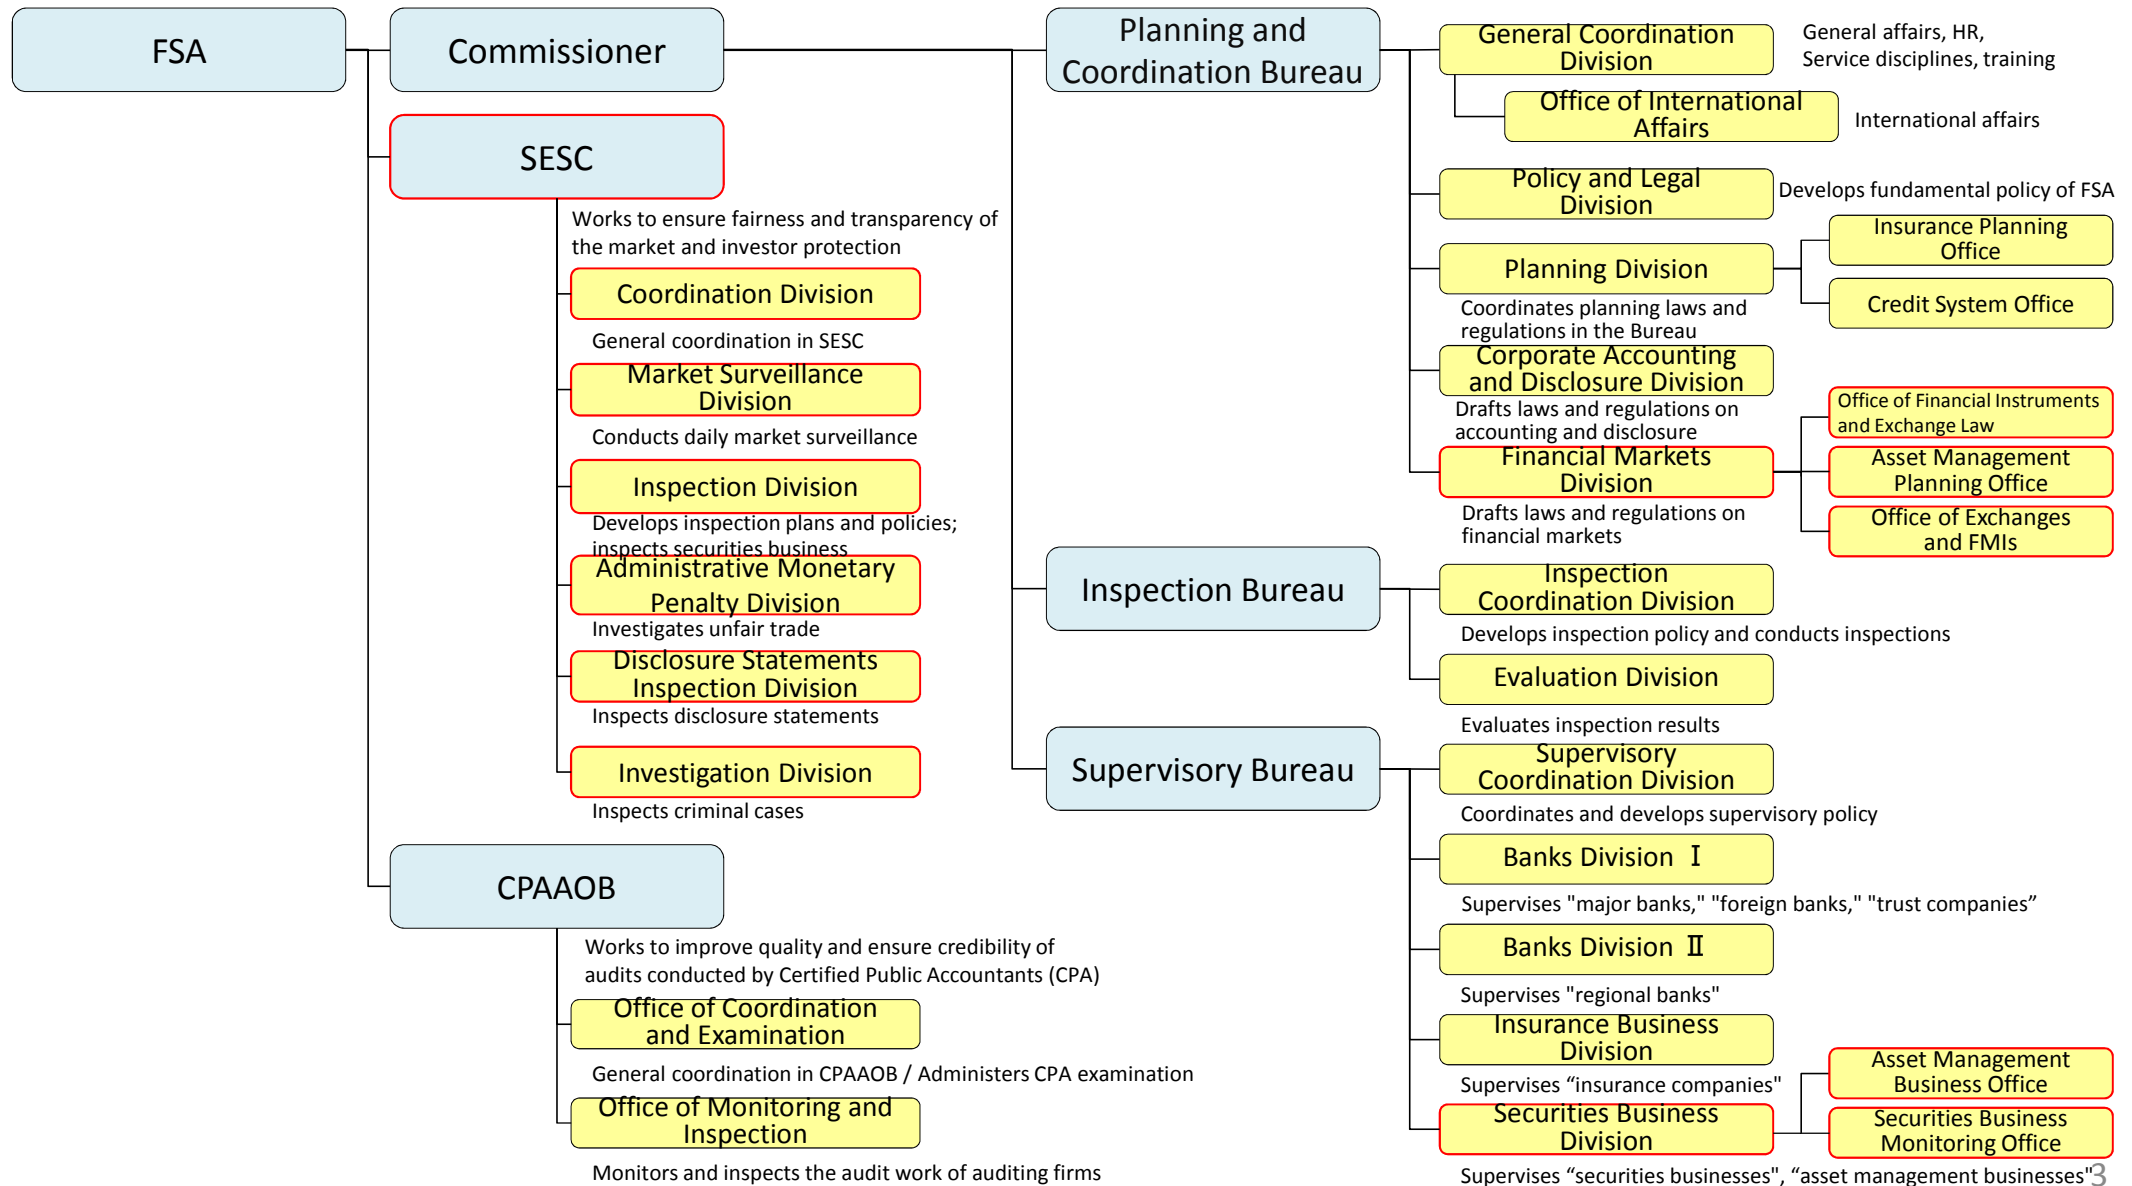 FSA
Commissioner
SESC
Works to ensure fairness and transparency of
the market and investor protection
Coordination Division
General coordination in SESC
Market Surveillance
Division
Conducts daily market surveillance
Inspection Division
Develops inspection plans and policies;
inspects securities business
Administrative Monetary
Penalty Division
Investigates unfair trade
Disclosure Statements
Inspection Division
Inspects disclosure statements
Investigation Division
Inspects criminal cases
CPAAOB
Works to improve quality and ensure credibility of
audits conducted by Certified Public Accountants (CPA)
Office of Coordination
and Examination
General coordination in CPAAOB / Administers CPA examination
Office of Monitoring and
Inspection
Monitors and inspects the audit work of auditing firms
Planning and
Coordination Bureau
General Coordination
Division
General affairs, HR,
Service disciplines, training
Office of International
Affairs
International affairs
Policy and Legal
Division
Develops fundamental policy of FSA
Planning Division
Coordinates planning laws and
regulations in the Bureau
Insurance Planning
Office
Credit System Office
Corporate Accounting
and Disclosure Division
Drafts laws and regulations on
accounting and disclosure
Financial Markets
Division
Drafts laws and regulations on
financial markets
Office of Financial Instruments
and Exchange Law
Asset Management
Planning Office
Office of Exchanges
and FMIs
Inspection Bureau
Inspection
Coordination Division
Develops inspection policy and conducts inspections
Evaluation Division
Evaluates inspection results
Supervisory Bureau
Supervisory
Coordination Division
Coordinates and develops supervisory policy
Banks Division Ⅰ
Supervises "major banks," "foreign banks," "trust companies”
Banks Division Ⅱ
Supervises "regional banks"
Insurance Business
Division
Supervises “insurance companies"
Securities Business
Division
Supervises “securities businesses", “asset management businesses"
Asset Management
Business Office
Securities Business
Monitoring Office
3